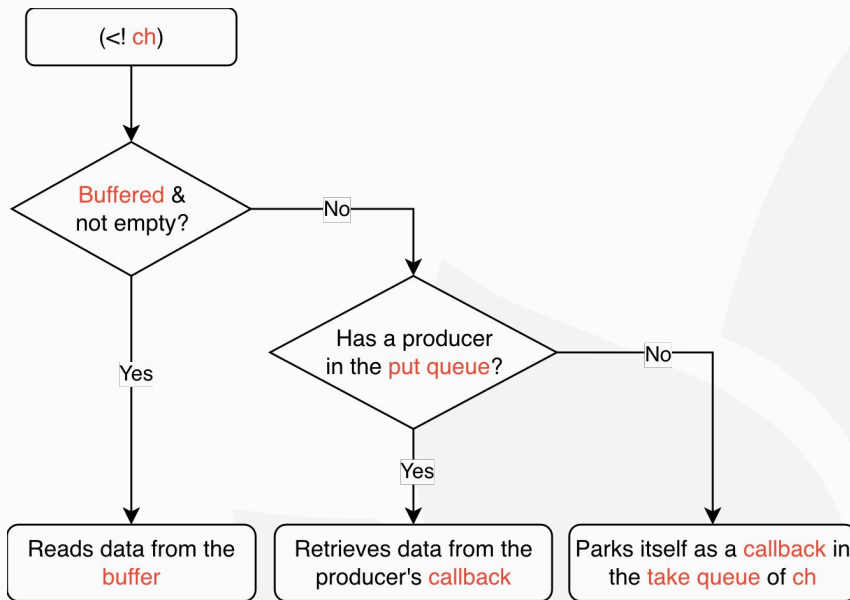 (<! ch)
Buffered &
not empty?
No
Has a producer
in the put queue?
No
Yes
Yes
Reads data from the
buffer
Retrieves data from the
producer's callback
Parks itself as a callback in
the take queue of ch